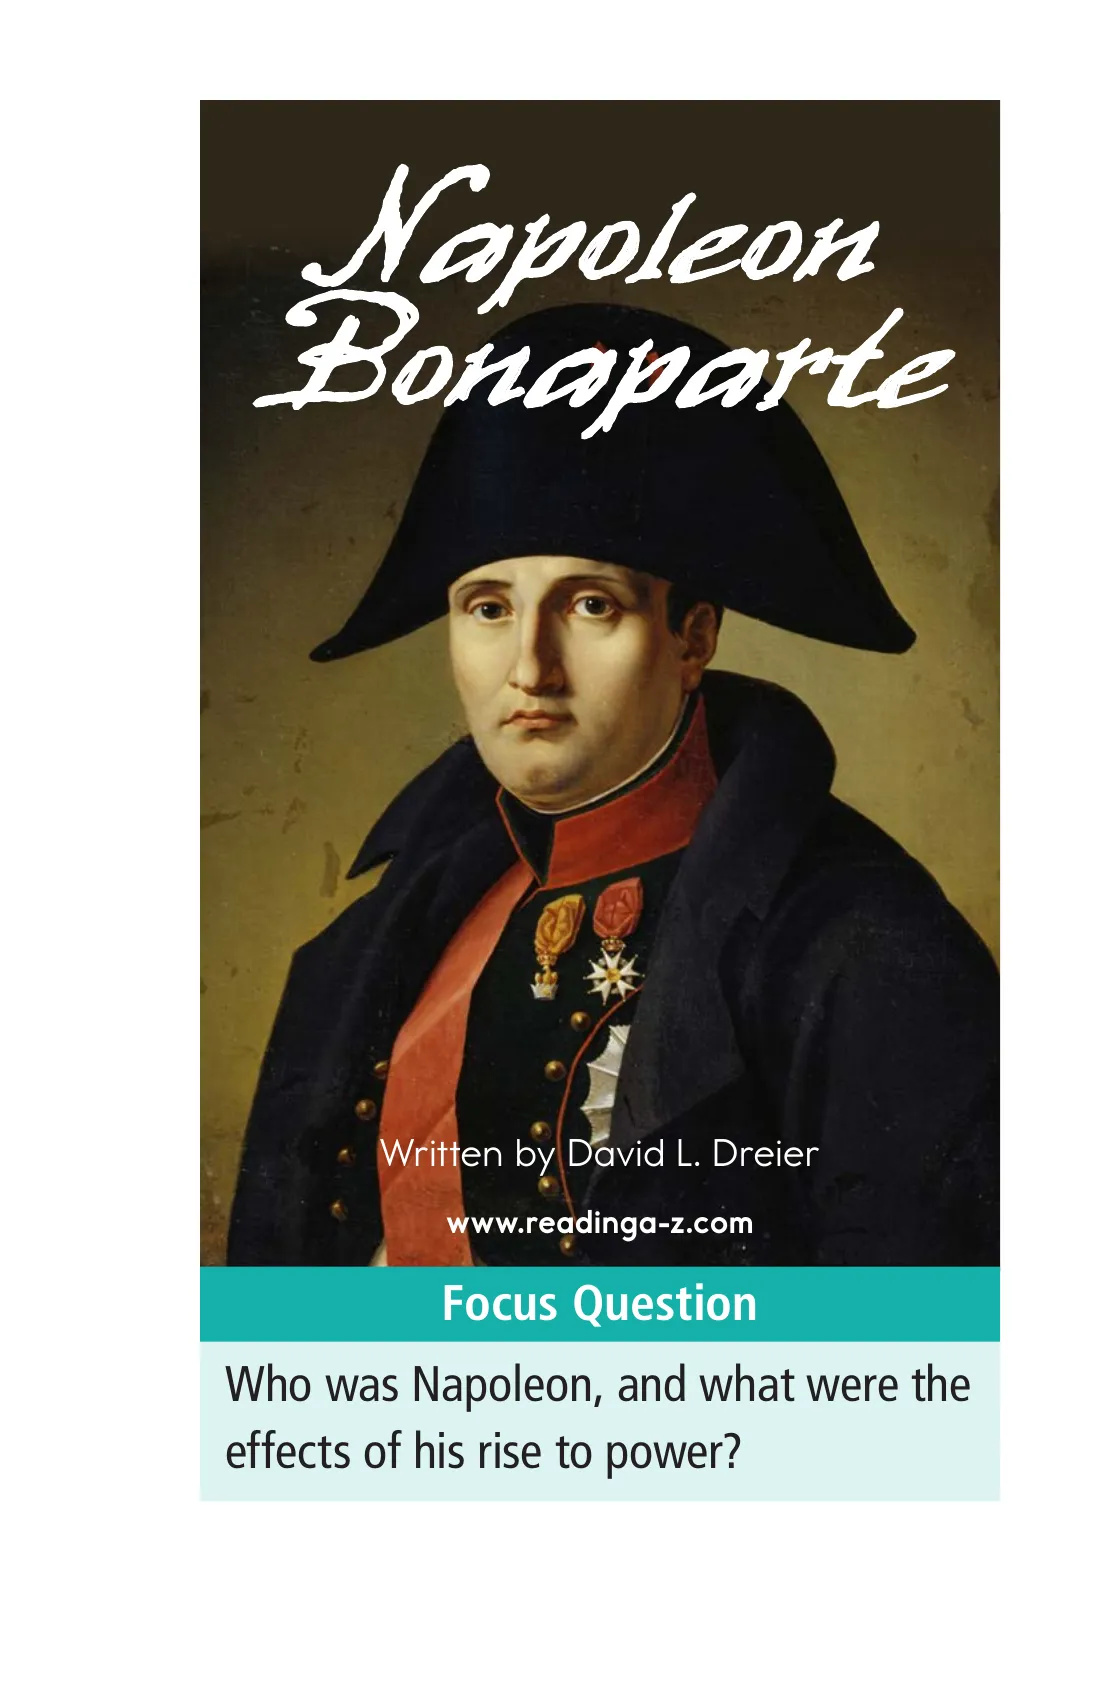 Napoleon
Bonaparte
Written by David L. Dreier
www.readinga-z.com
Focus Question
Who was Napoleon, and what were the
effects of his rise to power?